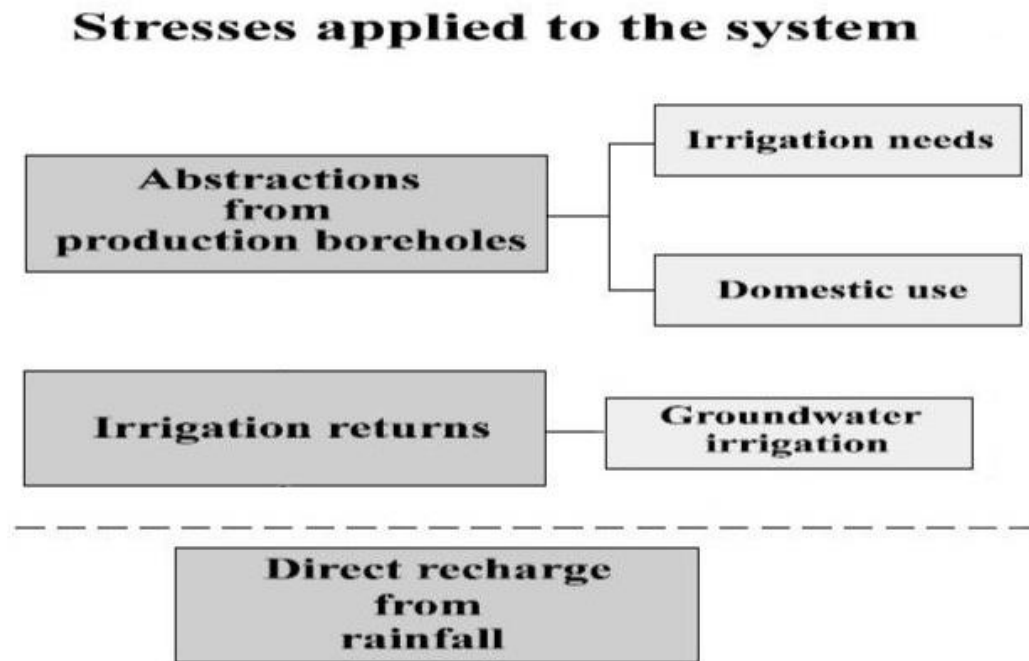 Stresses applied to the system
Irrigation needs
Abstractions
from
production boreholes
Domestic use
Irrigation returns
Groundwater
irrigation
Direct recharge
from
rainfall